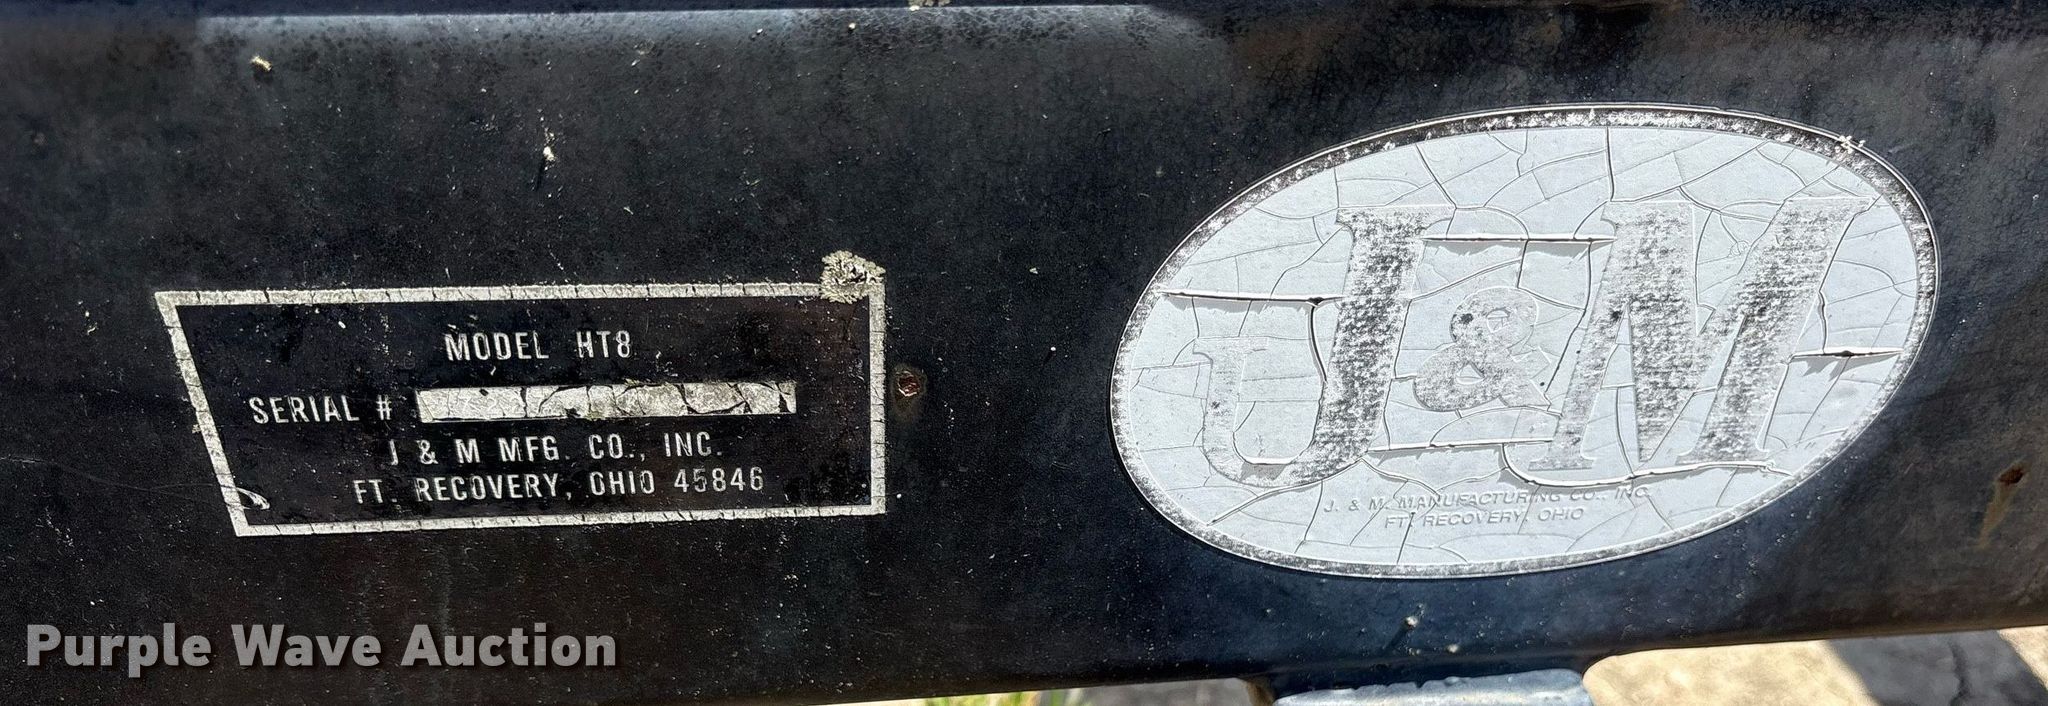 MODEL HT8
SERIAL #
J & M MFG. CO., INC.
FT. RECOVERY, OHIO 45846
J&M
J. & M. MANUFACTURING CO., INC.
FT. RECOVERY, OHIO
Purple Wave Auction